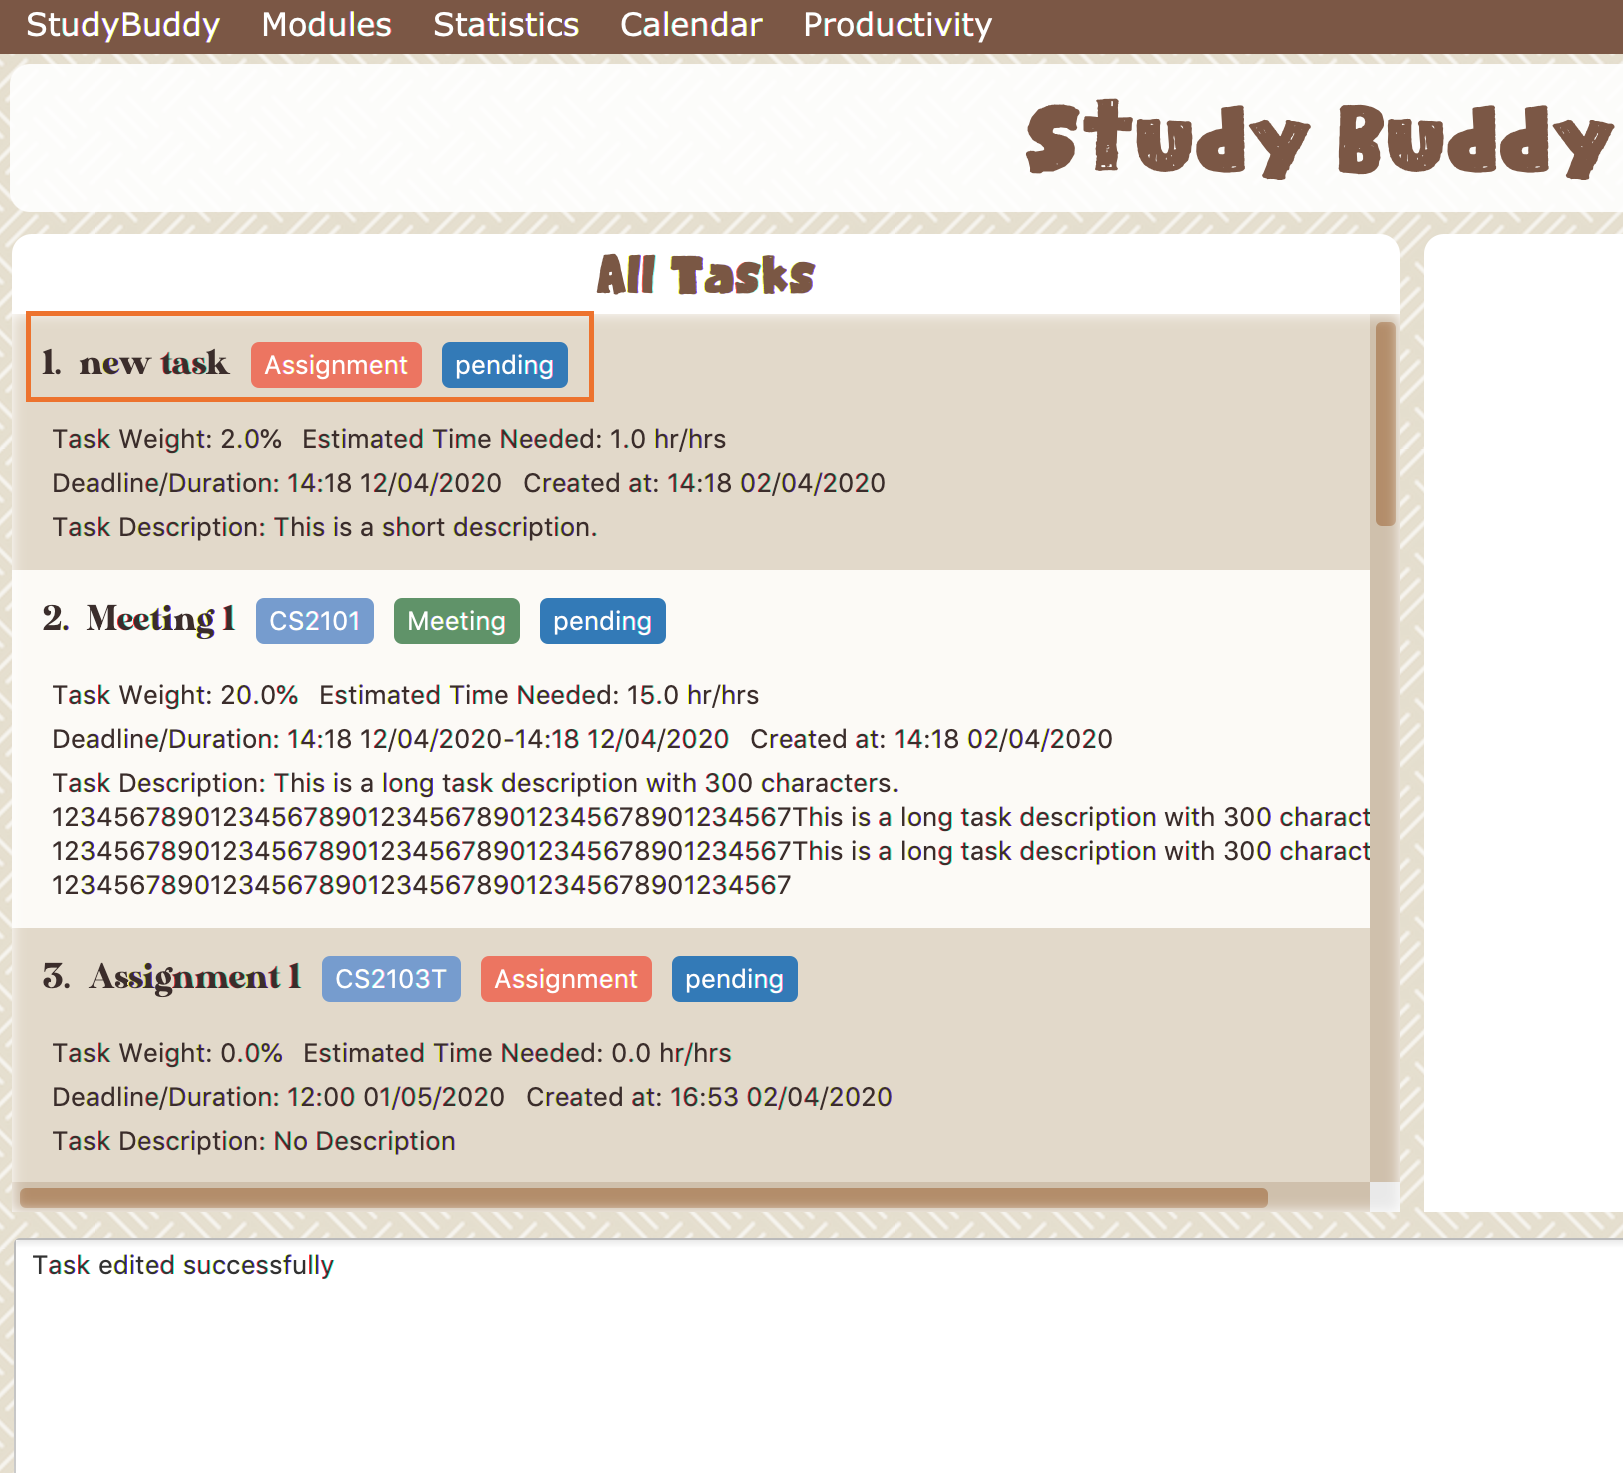 StudyBuddy Modules Statistics Calendar Productivity
Study Buddy
All Tasks
1. new task Assignment pending
Task Weight: 2.0% Estimated Time Needed: 1.0 hr/hrs
Deadline/Duration: 14:18 12/04/2020 Created at: 14:18 02/04/2020
Task Description: This is a short description.
2. Meeting 1 CS2101 Meeting pending
Task Weight: 20.0% Estimated Time Needed: 15.0 hr/hrs
Deadline/Duration: 14:18 12/04/2020-14:18 12/04/2020 Created at: 14:18 02/04/2020
Task Description: This is a long task description with 300 characters.
12345678901234567890123456789012345678901234567This is a long task description with 300 charact
12345678901234567890123456789012345678901234567This is a long task description with 300 charact
12345678901234567890123456789012345678901234567
3. Assignment 1 CS2103T Assignment pending
Task Weight: 0.0% Estimated Time Needed: 0.0 hr/hrs
Deadline/Duration: 12:00 01/05/2020 Created at: 16:53 02/04/2020
Task Description: No Description
Task edited successfully